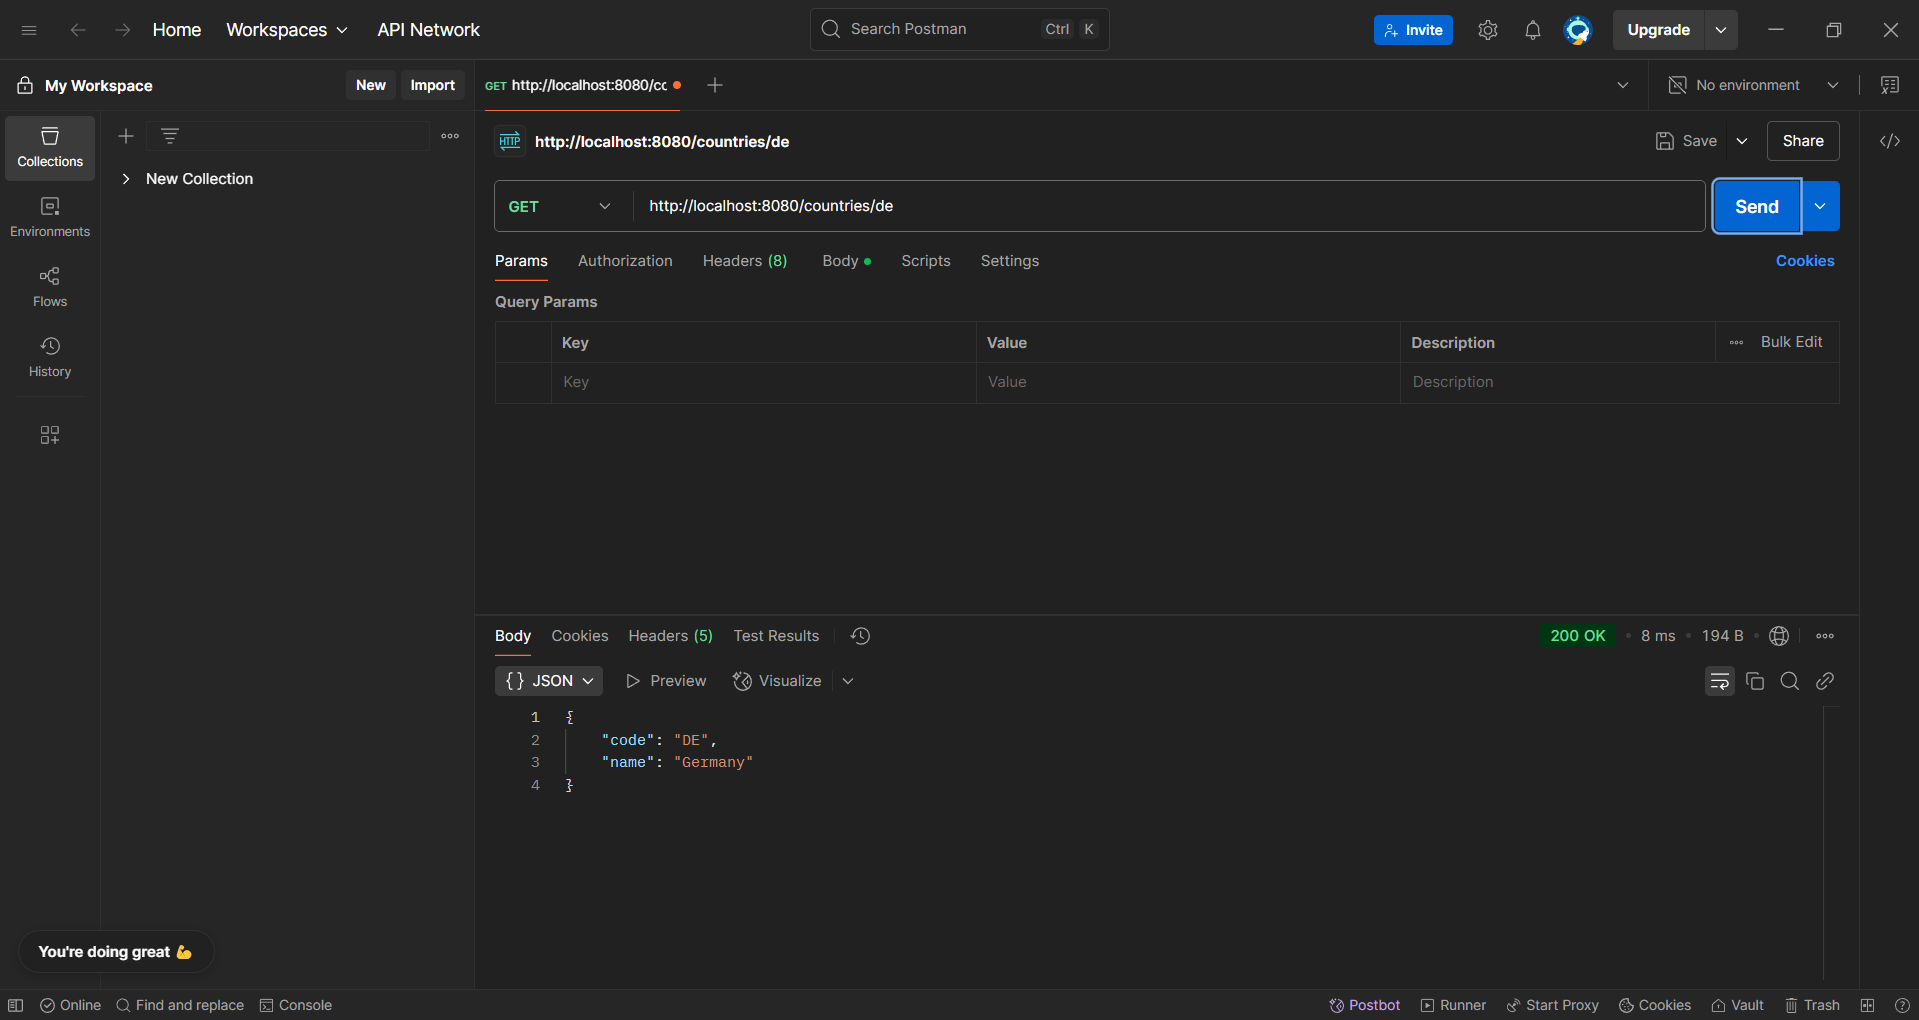 Home Workspaces API Network Search Postman Ctrl K Invite Upgrade
My Workspace New Import GET http://localhost:8080/cc No environment
Collections
Environments
Flows
History
New Collection
HTTP http://localhost:8080/countries/de Save Share
GET http://localhost:8080/countries/de Send
Params Authorization Headers (8) Body Scripts Settings Cookies
Query Params
Key Value Description Bulk Edit
Key Value Description
Body Cookies Headers (5) Test Results 200 OK • 8 ms • 194 B
{} JSON Preview Visualize
1 {
2 "code": "DE",
3 "name": "Germany"
4 }
You're doing great 💪
Online Find and replace Console Postbot Runner Start Proxy Cookies Vault Trash